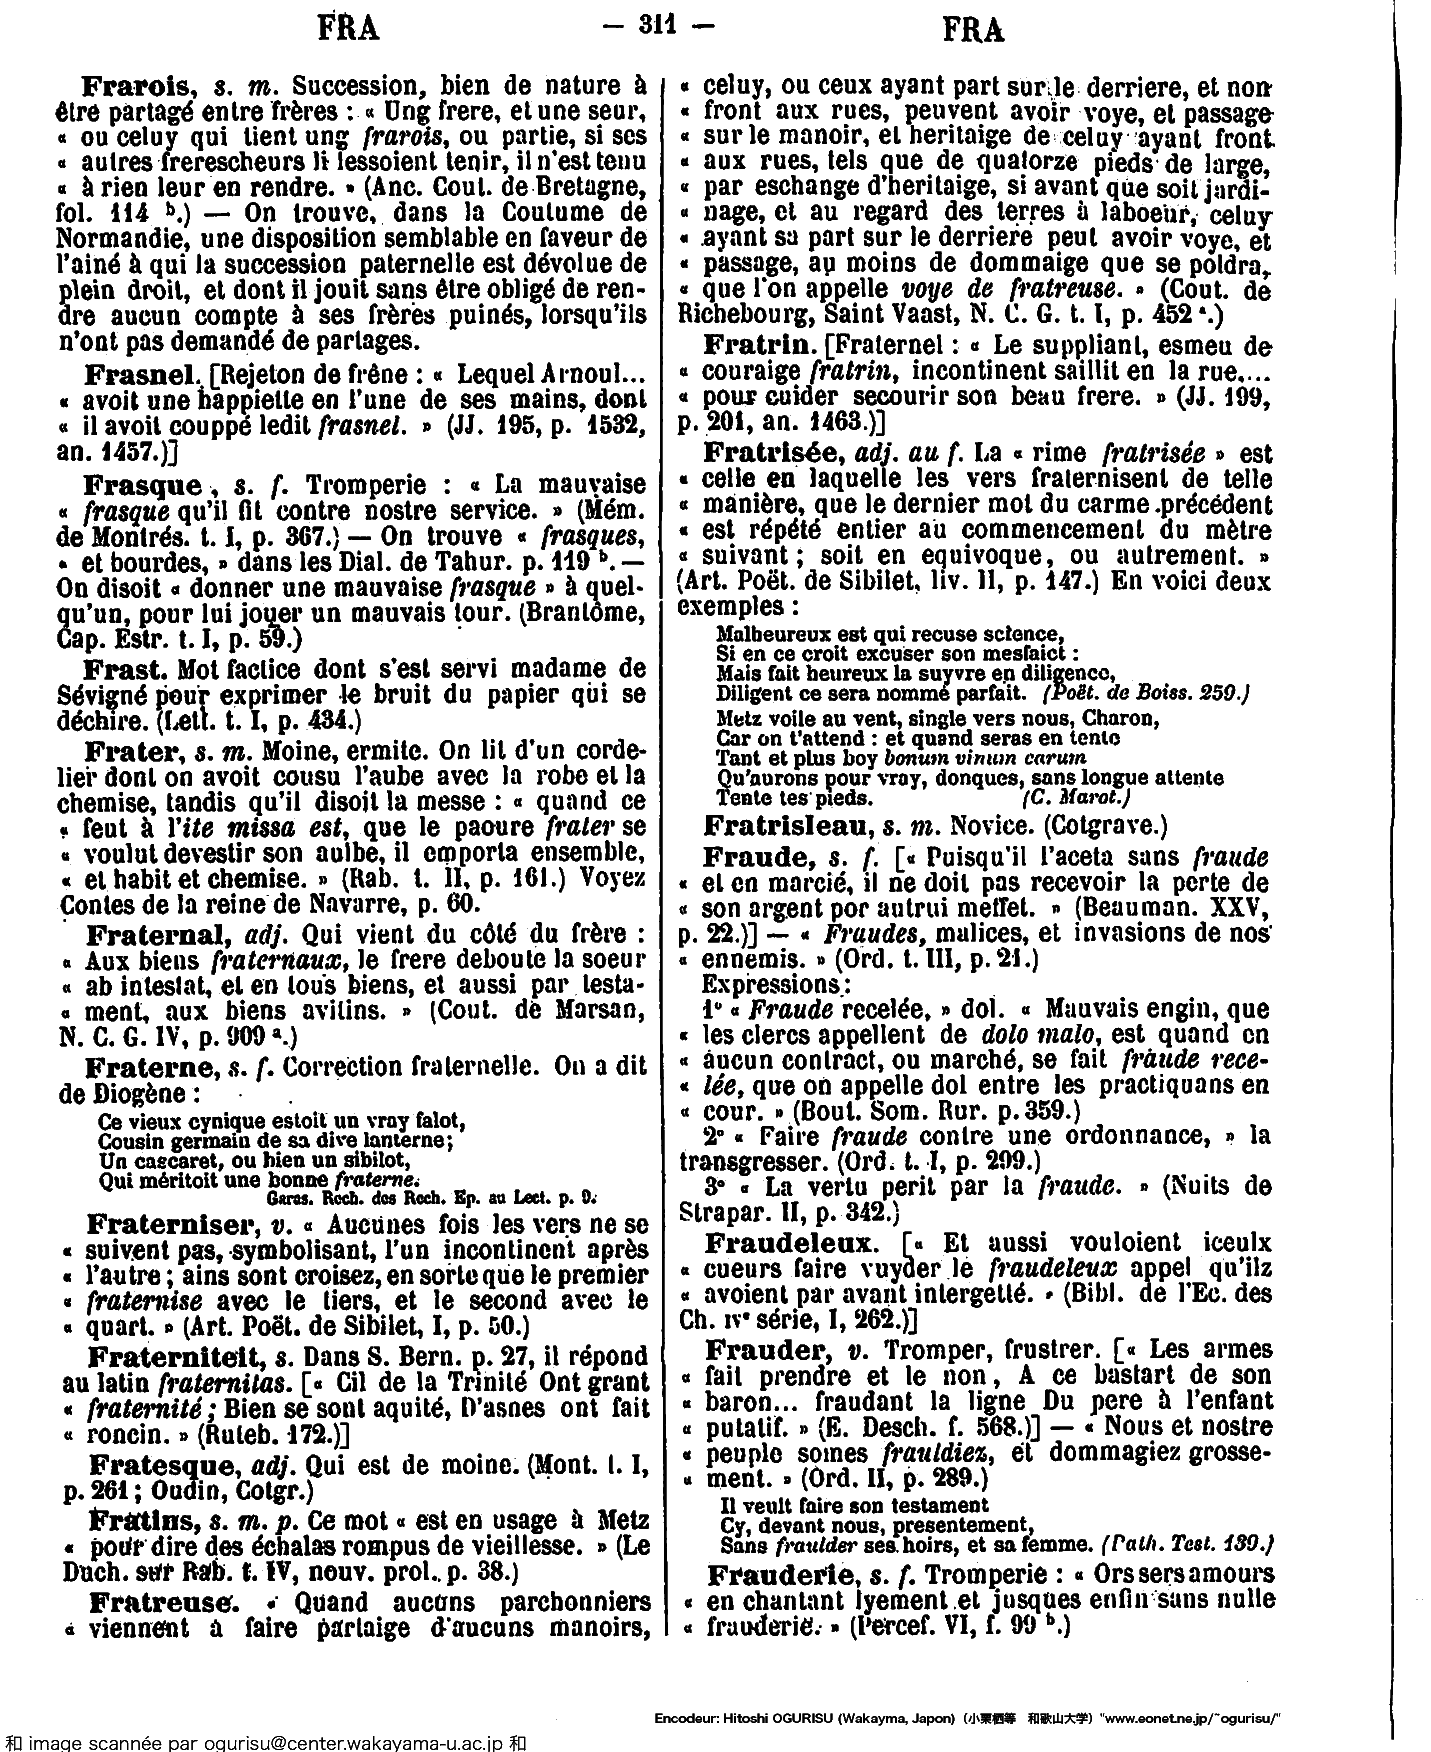 FRA — 311 — FRA
Frarois, s. m. Succession, bien de nature à
être partagé entre frères : « Ung frere, et une seur,
« ou celuy qui tient ung frarois, ou partie, si ses
« autres frerescheurs li lessoient tenir, il n'est tenu
« à rien leur en rendre. » (Anc. Cout. de Bretagne,
fol. 114 b.) — On trouve, dans la Coutume de
Normandie, une disposition semblable en faveur de
l'ainé à qui la succession paternelle est dévolue de
plein droit, et dont il jouit sans être obligé de ren-
dre aucun compte à ses frères puinés, lorsqu'ils
n'ont pas demandé de partages.
Frasnel. [Rejeton de frêne : « Lequel Arnoul...
« avoit une happiette en l'une de ses mains, dont
« il avoit couppé ledit frasnel. » (JJ. 195, p. 1532,
an. 1457.)]
Frasque, s. f. Tromperie : « La mauvaise
« frasque qu'il fit contre nostre service. » (Mém.
de Montrés. t. I, p. 367.) — On trouve « frasques,
« et bourdes, » dans les Dial. de Tahur. p. 119 b. —
On disoit « donner une mauvaise frasque » à quel-
qu'un, pour lui jouer un mauvais tour. (Brantôme,
Cap. Estr. t. I, p. 59.)
Frast. Mot factice dont s'est servi madame de
Sévigné pour exprimer le bruit du papier qui se
déchire. (Lett. t. I, p. 434.)
Frater, s. m. Moine, ermite. On lit d'un corde-
lier dont on avoit cousu l'aube avec la robe et la
chemise, tandis qu'il disoit la messe : « quand ce
« feut à l'ite missa est, que le paoure frater se
« voulut devestir son aulbe, il emporta ensemble,
« et habit et chemise. » (Rab. t. II, p. 161.) Voyez
Contes de la reine de Navarre, p. 60.
Fraternal, adj. Qui vient du côté du frère :
« Aux biens fraternaux, le frere deboute la soeur
« ab intestat, et en tous biens, et aussi par testa-
« ment, aux biens avitins. » (Cout. de Marsan,
N. C. G. IV, p. 909 a.)
Fraterne, s. f. Correction fraternelle. On a dit
de Diogène :
Ce vieux cynique estoit un vray falot,
Cousin germain de sa dive lanterne;
Un cascaret, ou bien un sibilot,
Qui méritoit une bonne fraterne.
Garas. Rech. des Rech. Ep. au Lect. p. 9.
Fraterniser, v. « Aucunes fois les vers ne se
« suivent pas, symbolisant, l'un incontinent après
« l'autre ; ains sont croisez, en sorte que le premier
« fraternise avec le tiers, et le second avec le
« quart. » (Art. Poët. de Sibilet, I, p. 50.)
Fraterniteit, s. Dans S. Bern. p. 27, il répond
au latin fraternitas. [« Cil de la Trinité Ont grant
« fraternité ; Bien se sont aquité, D'asnes ont fait
« roncin. » (Ruteb. 172.)]
Fratesque, adj. Qui est de moine. (Mont. t. I,
p. 261 ; Oudin, Cotgr.)
Fratins, s. m. p. Ce mot « est en usage à Metz
« pour dire des échalas rompus de vieillesse. » (Le
Duch. sur Rab. t. IV, nouv. prol. p. 38.)
Fratreuse. « Quand aucuns parchonniers
« viennent a faire partaige d'aucuns manoirs,
« celuy, ou ceux ayant part sur le derriere, et non
« front aux rues, peuvent avoir voye, et passage
« sur le manoir, et heritaige de celuy ayant front
« aux rues, tels que de quatorze pieds de large,
« par eschange d'heritaige, si avant que soit jardi-
« nage, et au regard des terres à laboeur, celuy
« ayant sa part sur le derriere peut avoir voye, et
« passage, au moins de dommaige que se poldra,
« que l'on appelle voye de fratreuse. » (Cout. de
Richebourg, Saint Vaast, N. C. G. t. I, p. 452 a.)
Fratrin. [Fraternel : « Le suppliant, esmeu de
« couraige fratrin, incontinent saillit en la rue,...
« pour cuider secourir son beau frere. » (JJ. 199,
p. 201, an. 1463.)]
Fratrisée, adj. au f. La « rime fratrisée » est
« celle en laquelle les vers fraternisent de telle
« manière, que le dernier mot du carme précédent
« est répété entier au commencement du mètre
« suivant ; soit en equivoque, ou autrement. »
(Art. Poët. de Sibilet, liv. II, p. 147.) En voici deux
exemples :
Malheureux est qui recuse science,
Si en ce croit excuser son mesfaict :
Mais fait heureux la suyvre en diligence,
Diligent ce sera nommé parfait. (Poët. de Boiss. 259.)
Metz voile au vent, single vers nous, Charon,
Car on t'attend : et quand seras en tente
Tant et plus boy bonum vinum carum
Qu'aurons pour vray, donques, sans longue attente
Tente tes pieds. (C. Marot.)
Fratrisleau, s. m. Novice. (Cotgrave.)
Fraude, s. f. [« Puisqu'il l'aceta sans fraude
« et en marcié, il ne doit pas recevoir la perte de
« son argent por autrui meffet. » (Beauman. XXV,
p. 22.)] — « Fraudes, malices, et invasions de nos
« ennemis. » (Ord. t. III, p. 21.)
Expressions :
1° « Fraude recelée, » dol. « Mauvais engin, que
« les clercs appellent de dolo malo, est quand en
« aucun contract, ou marché, se fait fraude rece-
« lée, que on appelle dol entre les practiquans en
« cour. » (Bout. Som. Rur. p. 359.)
2° « Faire fraude contre une ordonnance, » la
transgresser. (Ord. t. I, p. 299.)
3° « La vertu perit par la fraude. » (Nuits de
Strapar. II, p. 342.)
Fraudeleux. [« Et aussi vouloient iceulx
« cueurs faire vuyder le fraudeleux appel qu'ilz
« avoient par avant intergetté. » (Bibl. de l'Ec. des
Ch. IVe série, I, 262.)]
Frauder, v. Tromper, frustrer. [« Les armes
« fait prendre et le non, A ce bastart de son
« baron... fraudant la ligne Du pere à l'enfant
« putatif. » (E. Desch. f. 568.)] — « Nous et nostre
« peuple somes frauldiez, et dommagiez grosse-
« ment. » (Ord. II, p. 289.)
Il veult faire son testament
Cy, devant nous, presentement,
Sans fraulder ses hoirs, et sa femme. (Path. Test. 139.)
Frauderie, s. f. Tromperie : « Ors sers amours
« en chantant lyement et jusques enfin sans nulle
« frauderie. » (Percef. VI, f. 99 b.)
Encodeur: Hitoshi OGURISU (Wakayma, Japon) (小栗栖等 和歌山大学) "www.eonet.ne.jp/~ogurisu/"
和 image scannée par ogurisu@center.wakayama-u.ac.jp 和